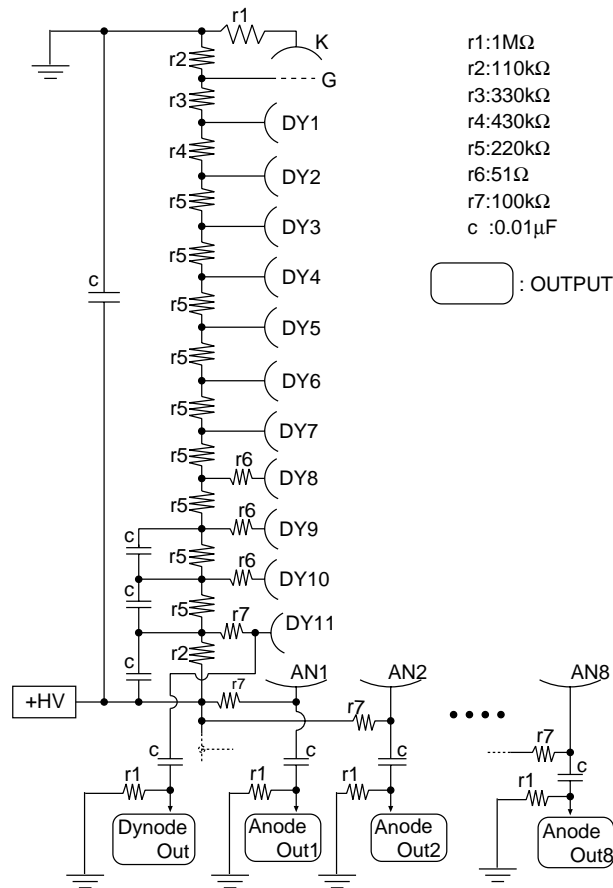 r1
K
r2
G
r3
DY1
r4
DY2
r5
DY3
r5
DY4
c
r5
DY5
r5
DY6
r5
DY7
r5
r6
DY8
r5
r6
DY9
c
r5
r6
DY10
c
r5
r7
DY11
c
r2
+HV
r7
AN1
AN2
AN8
r7
r7
c
c
c
c
r1
r1
r1
r1
Dynode
Out
Anode
Out1
Anode
Out2
Anode
Out8
r1:1MΩ
r2:110kΩ
r3:330kΩ
r4:430kΩ
r5:220kΩ
r6:51Ω
r7:100kΩ
c :0.01μF
: OUTPUT